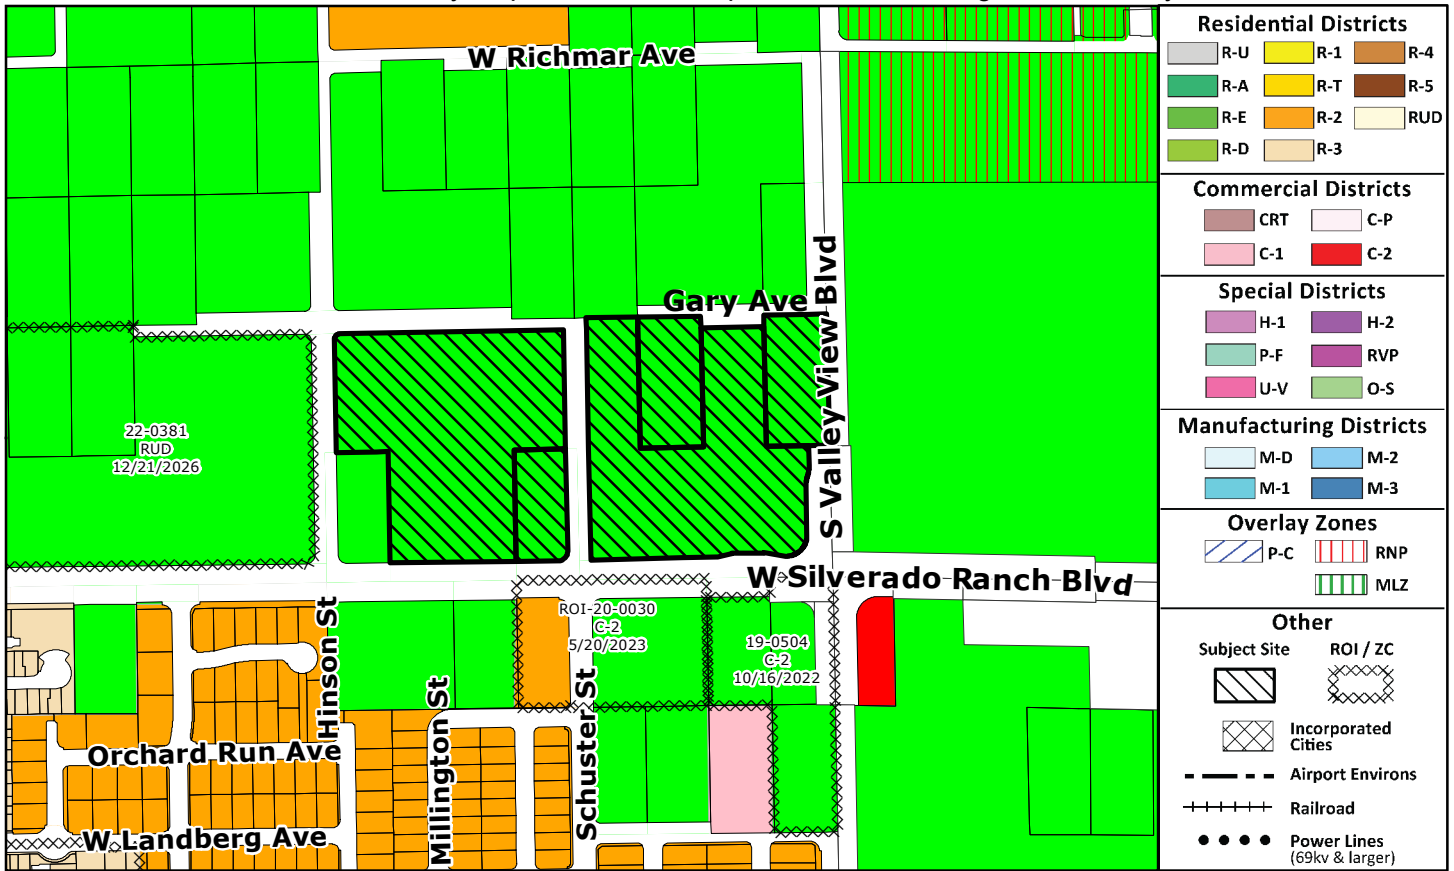 W Richmar Ave
Gary Ave
S Valley View Blvd
22-0381
RUD
12/21/2026
W Silverado Ranch Blvd
ROI-20-0030
C-2
5/20/2023
19-0504
C-2
10/16/2022
Hinson St
Millington St
Schuster St
Orchard Run Ave
W Landberg Ave
Residential Districts
R-U R-1 R-4
R-A R-T R-5
R-E R-2 RUD
R-D R-3
Commercial Districts
CRT C-P
C-1 C-2
Special Districts
H-1 H-2
P-F RVP
U-V O-S
Manufacturing Districts
M-D M-2
M-1 M-3
Overlay Zones
P-C RNP
MLZ
Other
Subject Site ROI / ZC
Incorporated
Cities
Airport Environs
Railroad
Power Lines
(69kv & larger)